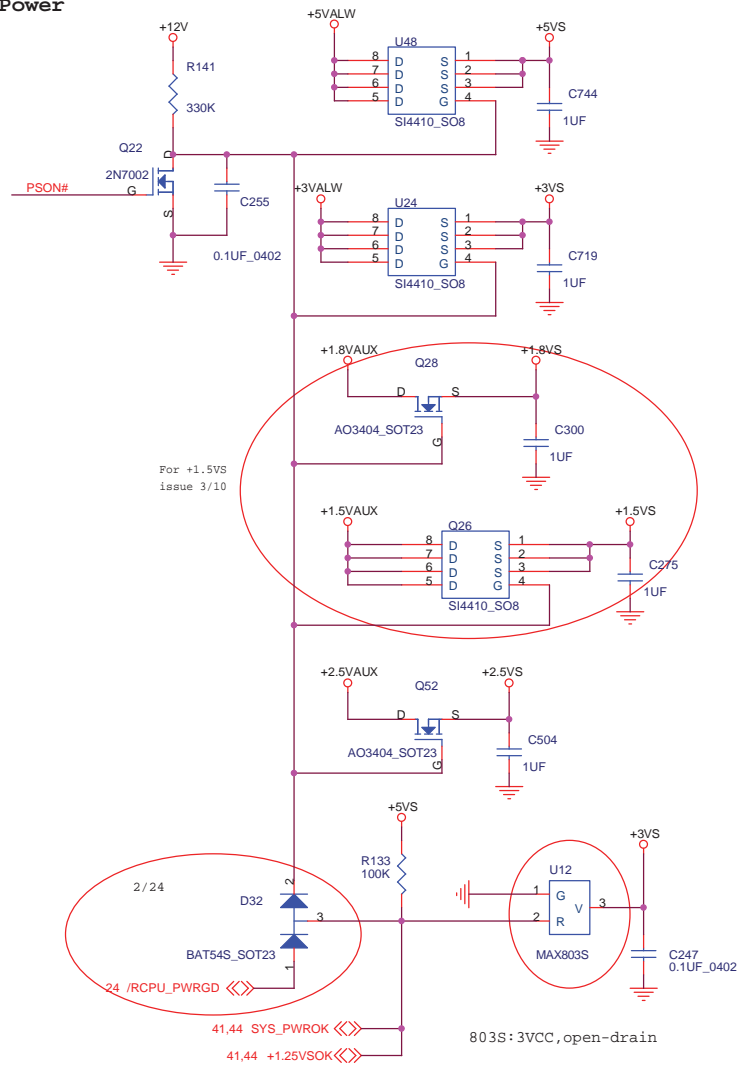 Power
+12V
R141
330K
Q22
2N7002
D
G
S
PSON#
C255
0.1UF_0402
+5VALW
U48
+5VS
8 D S 1
7 D S 2
6 D S 3
5 D G 4
SI4410_SO8
C744
1UF
+3VALW
U24
+3VS
8 D S 1
7 D S 2
6 D S 3
5 D G 4
SI4410_SO8
C719
1UF
+1.8VAUX
Q28
+1.8VS
D S
G
AO3404_SOT23
C300
1UF
For +1.5VS
issue 3/10
+1.5VAUX
Q26
+1.5VS
8 D S 1
7 D S 2
6 D S 3
5 D G 4
SI4410_SO8
C275
1UF
+2.5VAUX
Q52
+2.5VS
D S
G
AO3404_SOT23
C504
1UF
+5VS
R133
100K
+3VS
U12
1 G
V 3
2 R
MAX803S
C247
0.1UF_0402
2/24
D32
2
3
1
BAT54S_SOT23
24 /RCPU_PWRGD
41,44 SYS_PWROK
41,44 +1.25VSOK
803S:3VCC,open-drain